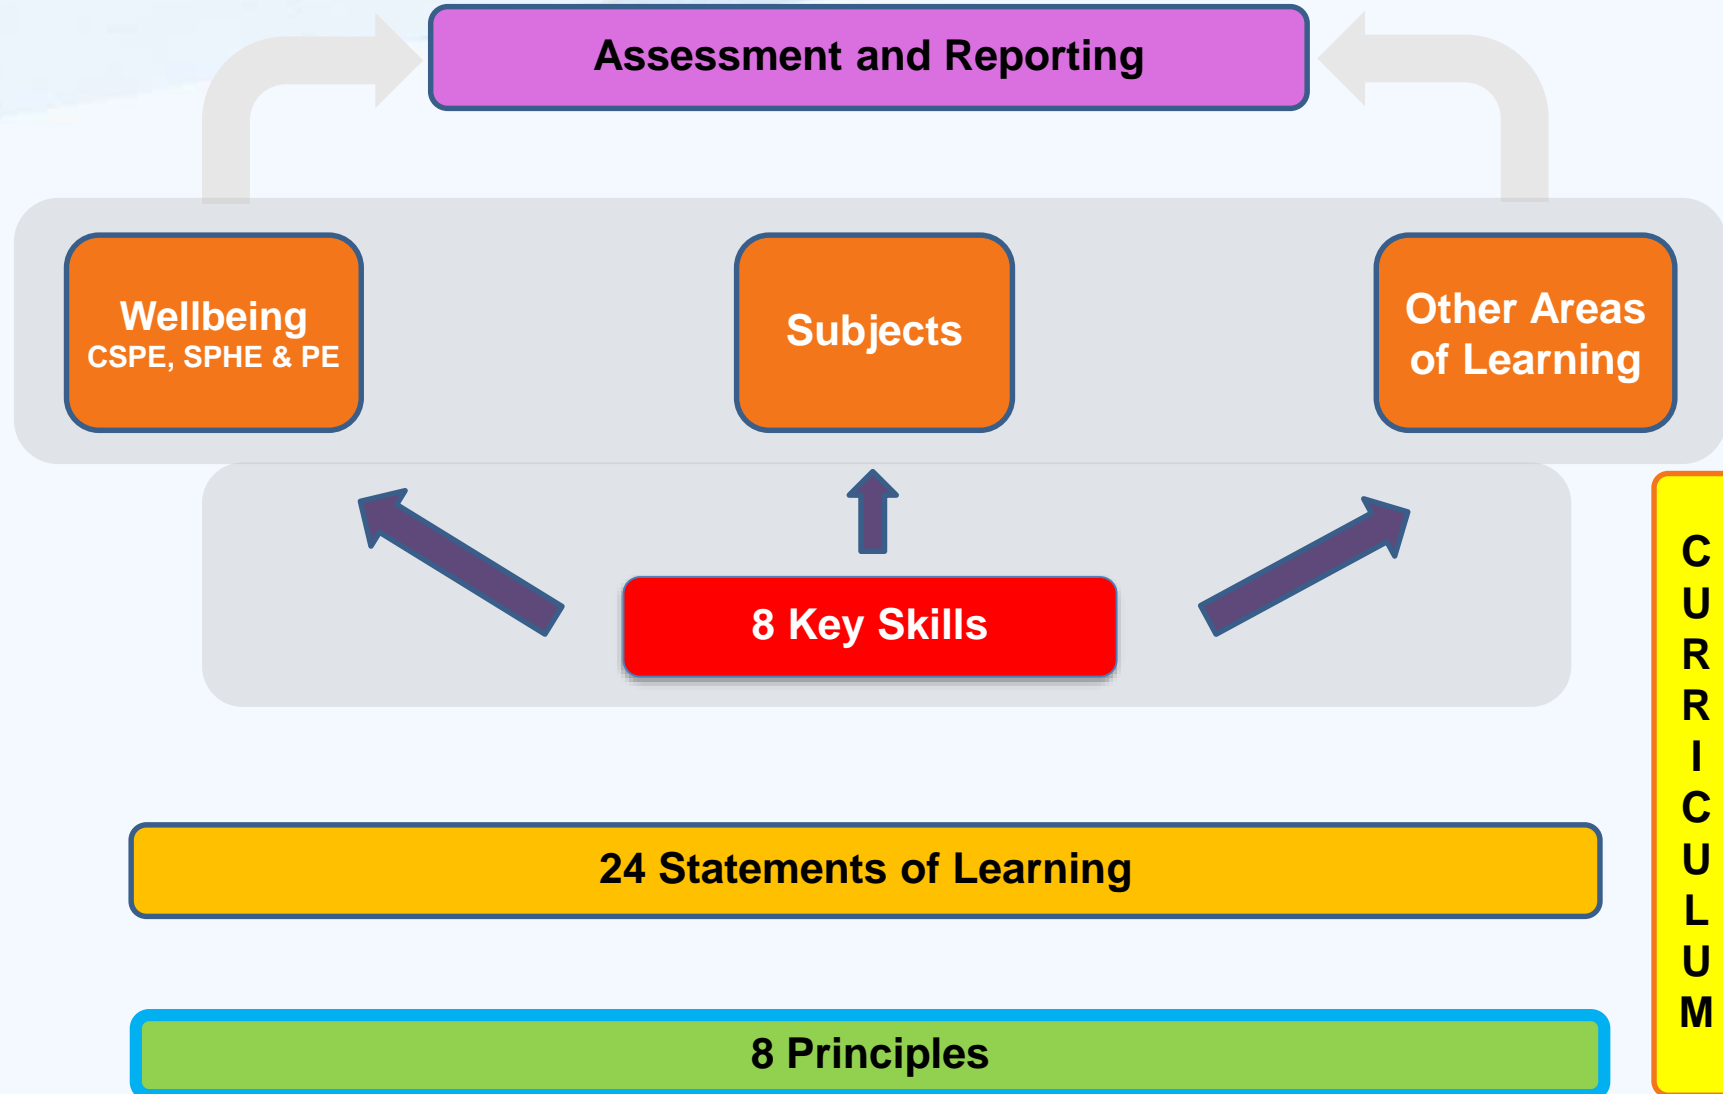 Assessment and Reporting
Wellbeing
CSPE, SPHE & PE
Subjects
Other Areas
of Learning
8 Key Skills
24 Statements of Learning
8 Principles
C
U
R
R
I
C
U
L
U
M